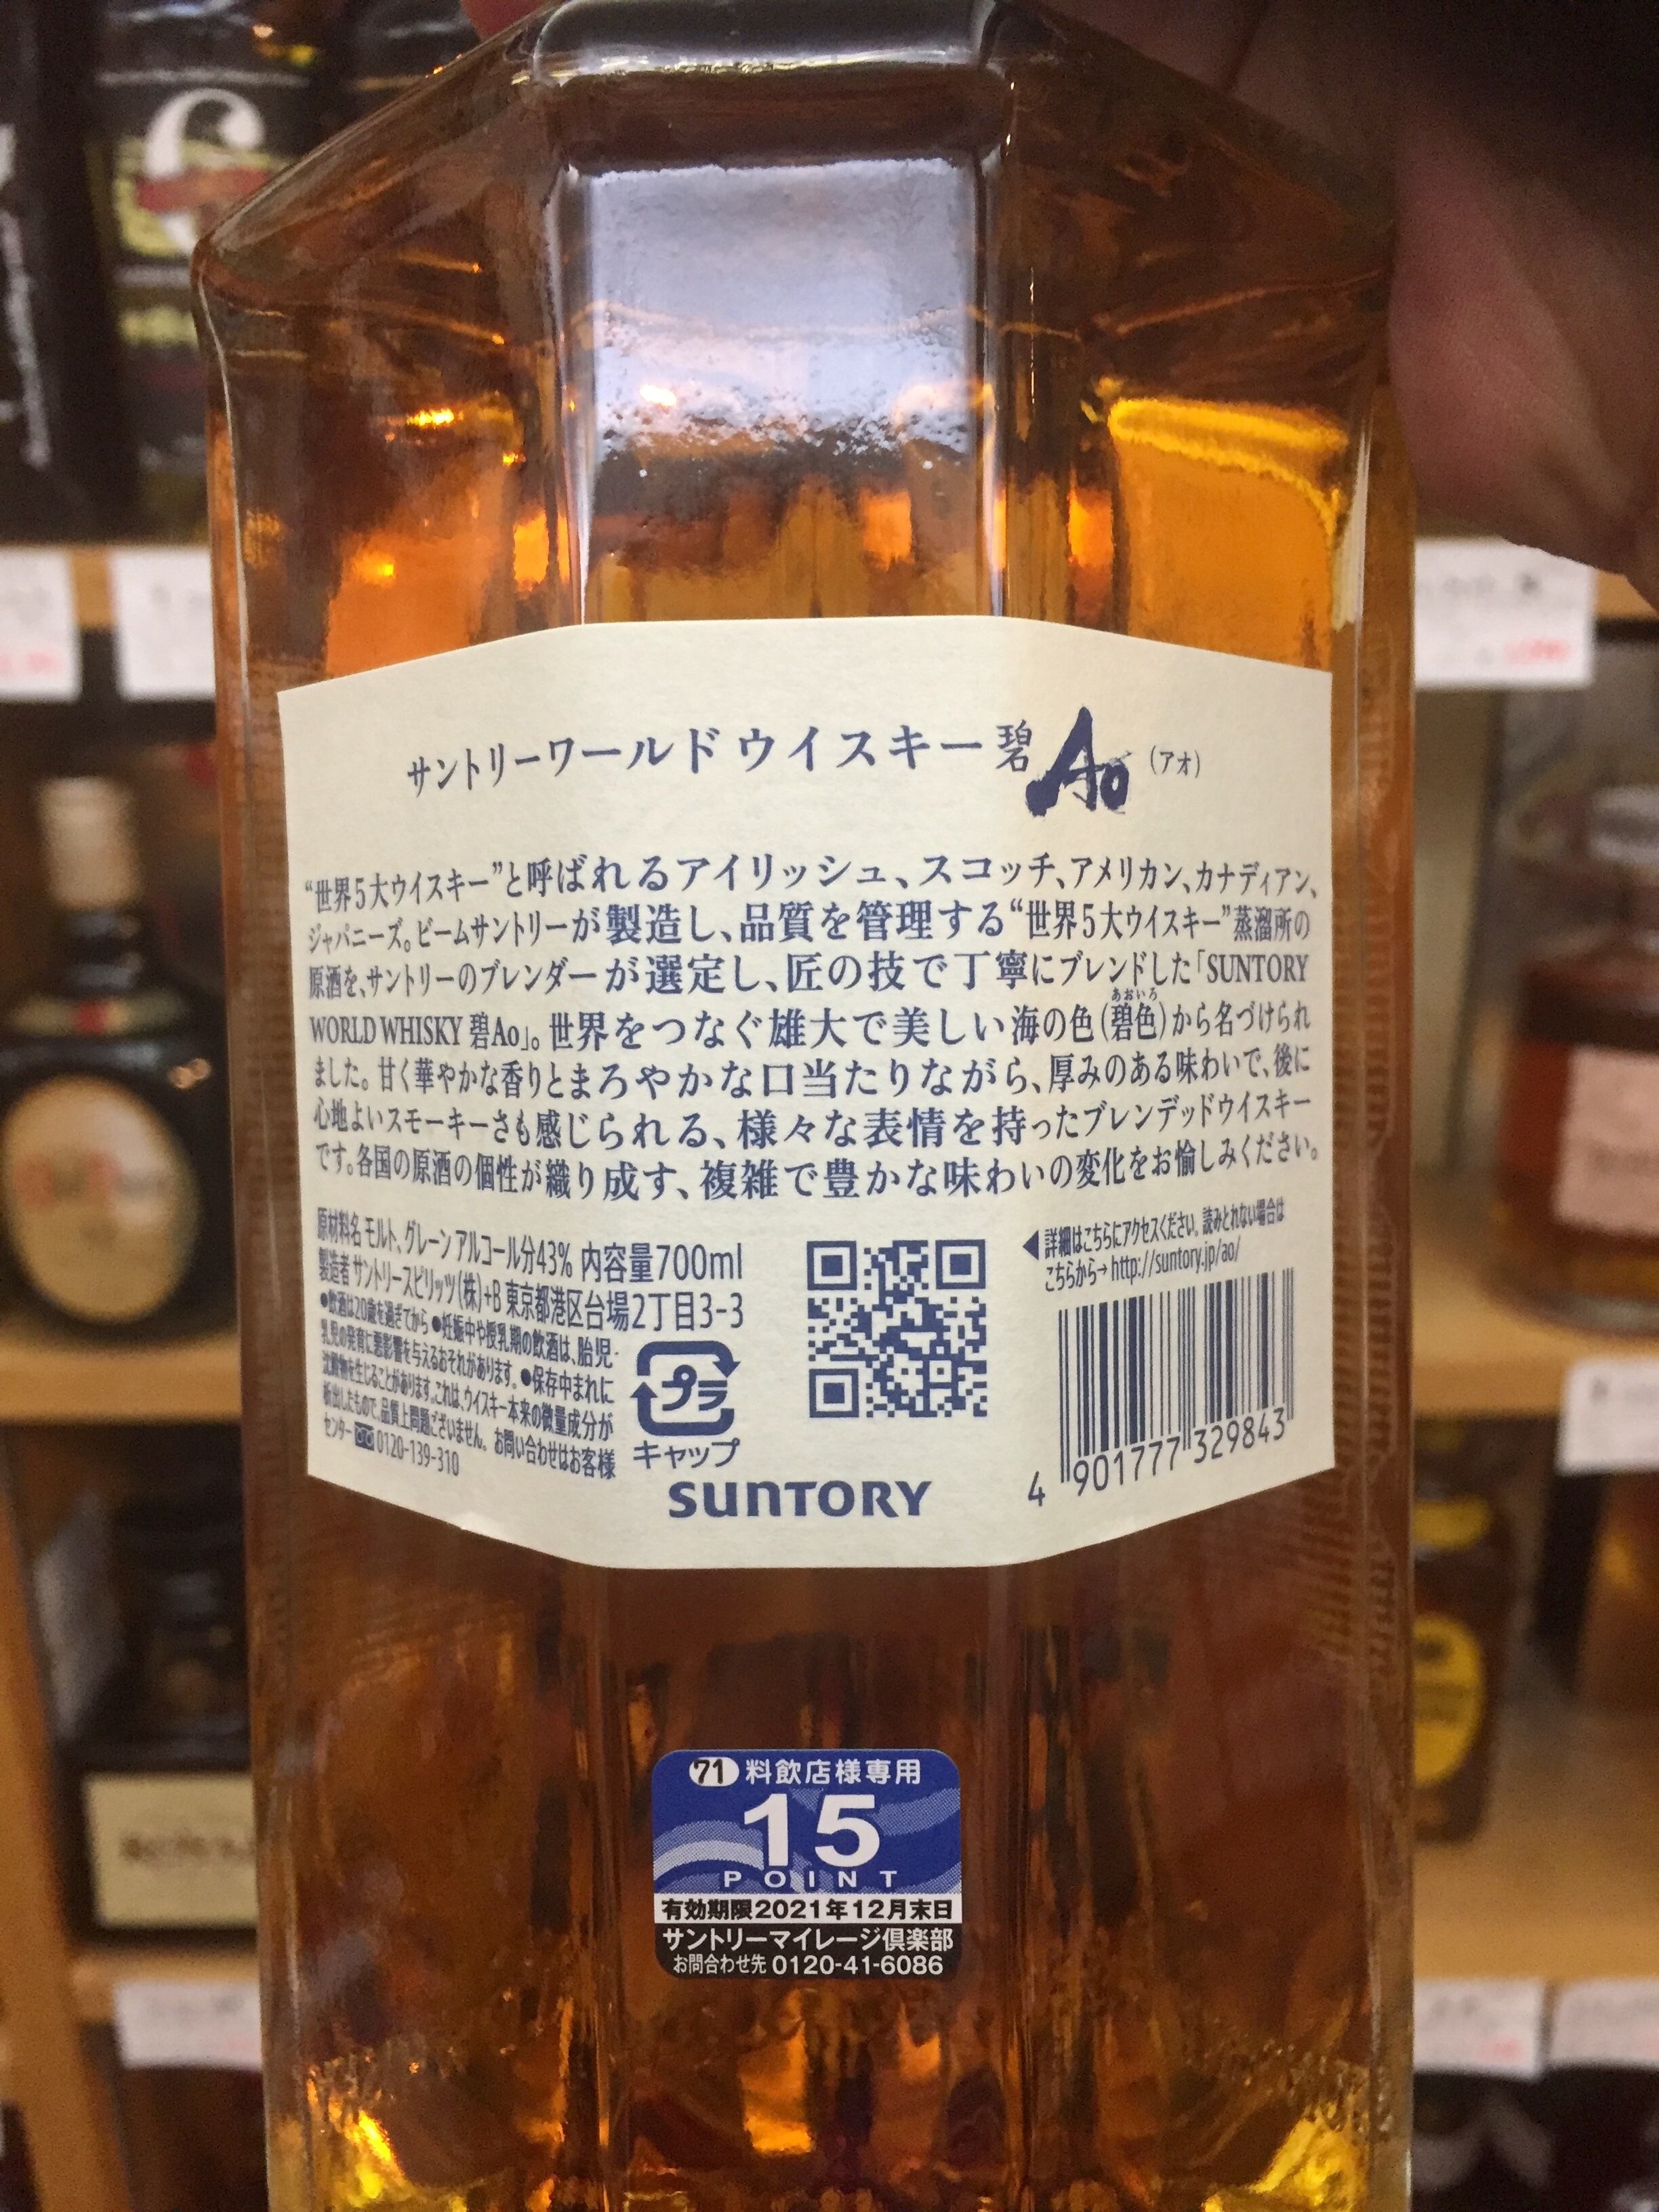 サントリーワールドウイスキー 碧 Ao (アオ)
“世界5大ウイスキー”と呼ばれるアイリッシュ、スコッチ、アメリカン、カナディアン、
ジャパニーズ。ビームサントリーが製造し、品質を管理する“世界5大ウイスキー”蒸溜所の
原酒を、サントリーのブレンダーが選定し、匠の技で丁寧にブレンドした「SUNTORY
WORLD WHISKY 碧Ao」。世界をつなぐ雄大で美しい海の色(碧色)から名づけられ
あおいろ
ました。甘く華やかな香りとまろやかな口当たりながら、厚みのある味わいで、後に
心地よいスモーキーさも感じられる、様々な表情を持ったブレンデッドウイスキー
です。各国の原酒の個性が織り成す、複雑で豊かな味わいの変化をお愉しみください。
原材料名 モルト、グレーン アルコール分43% 内容量700ml
製造者 サントリースピリッツ(株)+B 東京都港区台場2丁目3-3
●飲酒は20歳を過ぎてから ●妊娠中や授乳期の飲酒は、胎児・
乳児の発育に悪影響を与えるおそれがあります。 ●保存中まれに
沈殿物を生じることがあります。これは、ウイスキー本来の微量成分が
析出したもので、品質上問題ございません。 お問い合わせはお客様
センター 0120-139-310
プラ
キャップ
◀詳細はこちらにアクセスください。読みとれない場合は
こちらから→http://suntory.jp/ao/
4 901777 329843
SUNTORY
71 料飲店様専用
15
POINT
有効期限2021年12月末日
サントリーマイレージ倶楽部
お問合わせ先 0120-41-6086